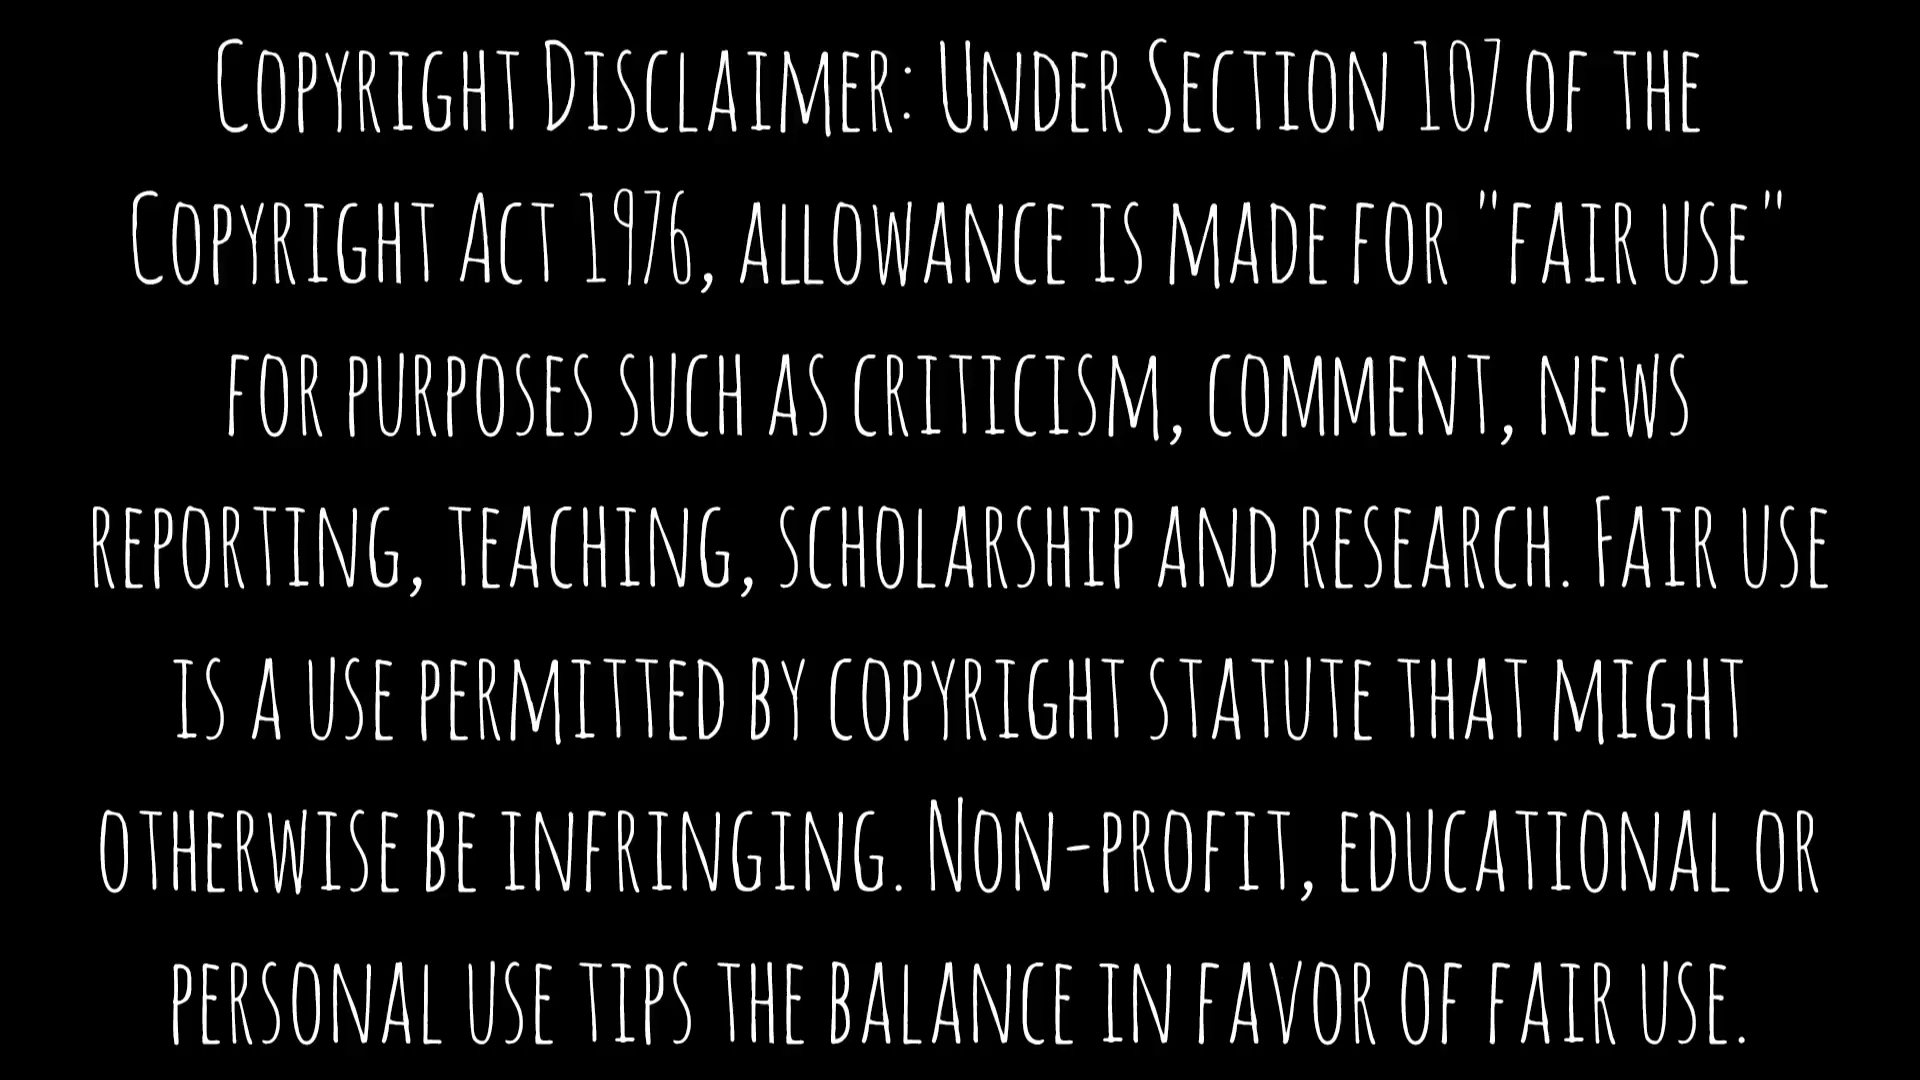 Copyright Disclaimer: Under Section 107 of the
Copyright Act 1976, allowance is made for "fair use"
for purposes such as criticism, comment, news
reporting, teaching, scholarship and research. Fair use
is a use permitted by copyright statute that might
otherwise be infringing. Non-profit, educational or
personal use tips the balance in favor of fair use.